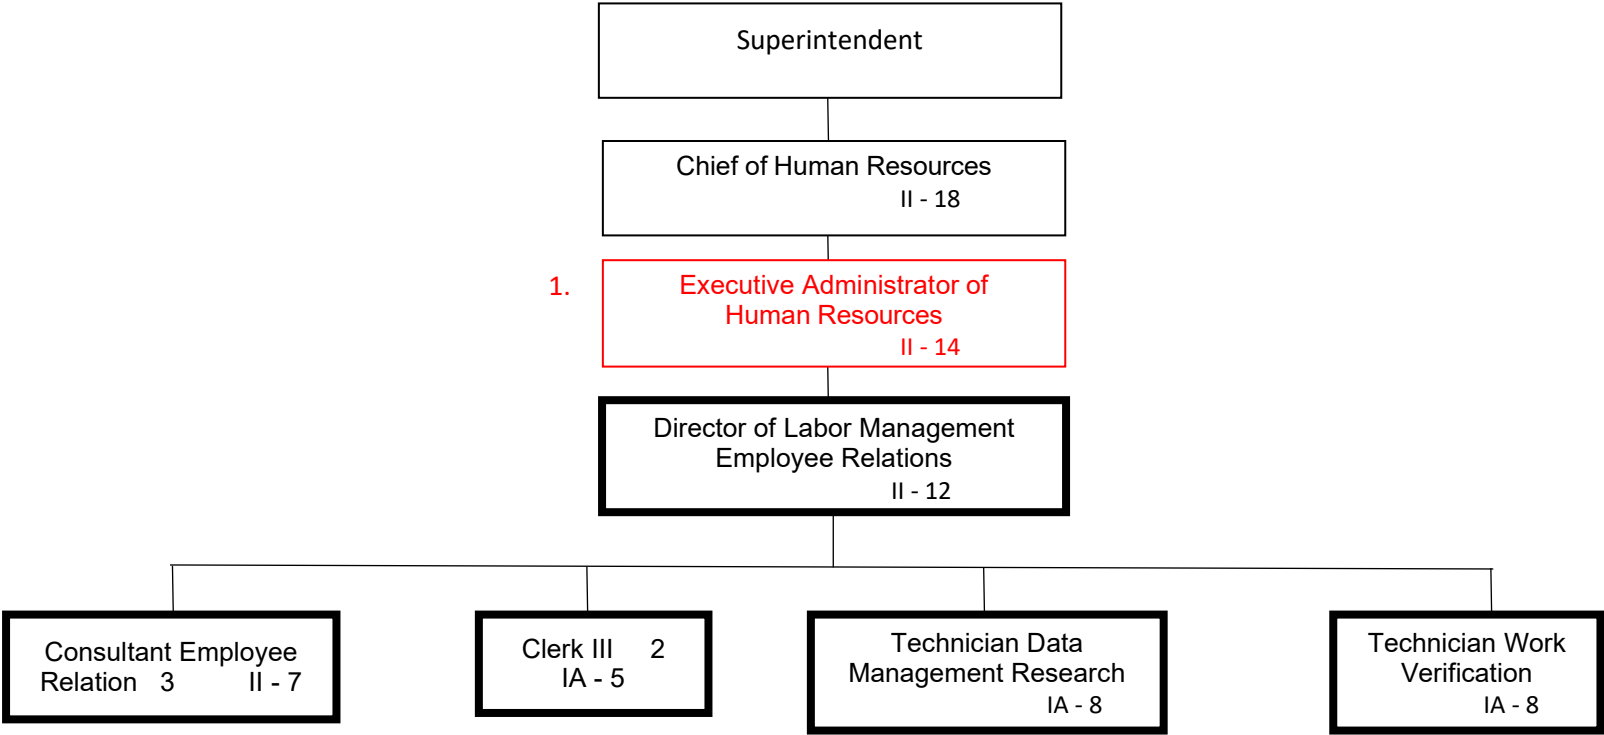 Superintendent
Chief of Human Resources
II - 18
1.
Executive Administrator of
Human Resources
II - 14
Director of Labor Management
Employee Relations
II - 12
Consultant Employee
Relation 3 II - 7
Clerk III 2
IA - 5
Technician Data
Management Research
IA - 8
Technician Work
Verification
IA - 8